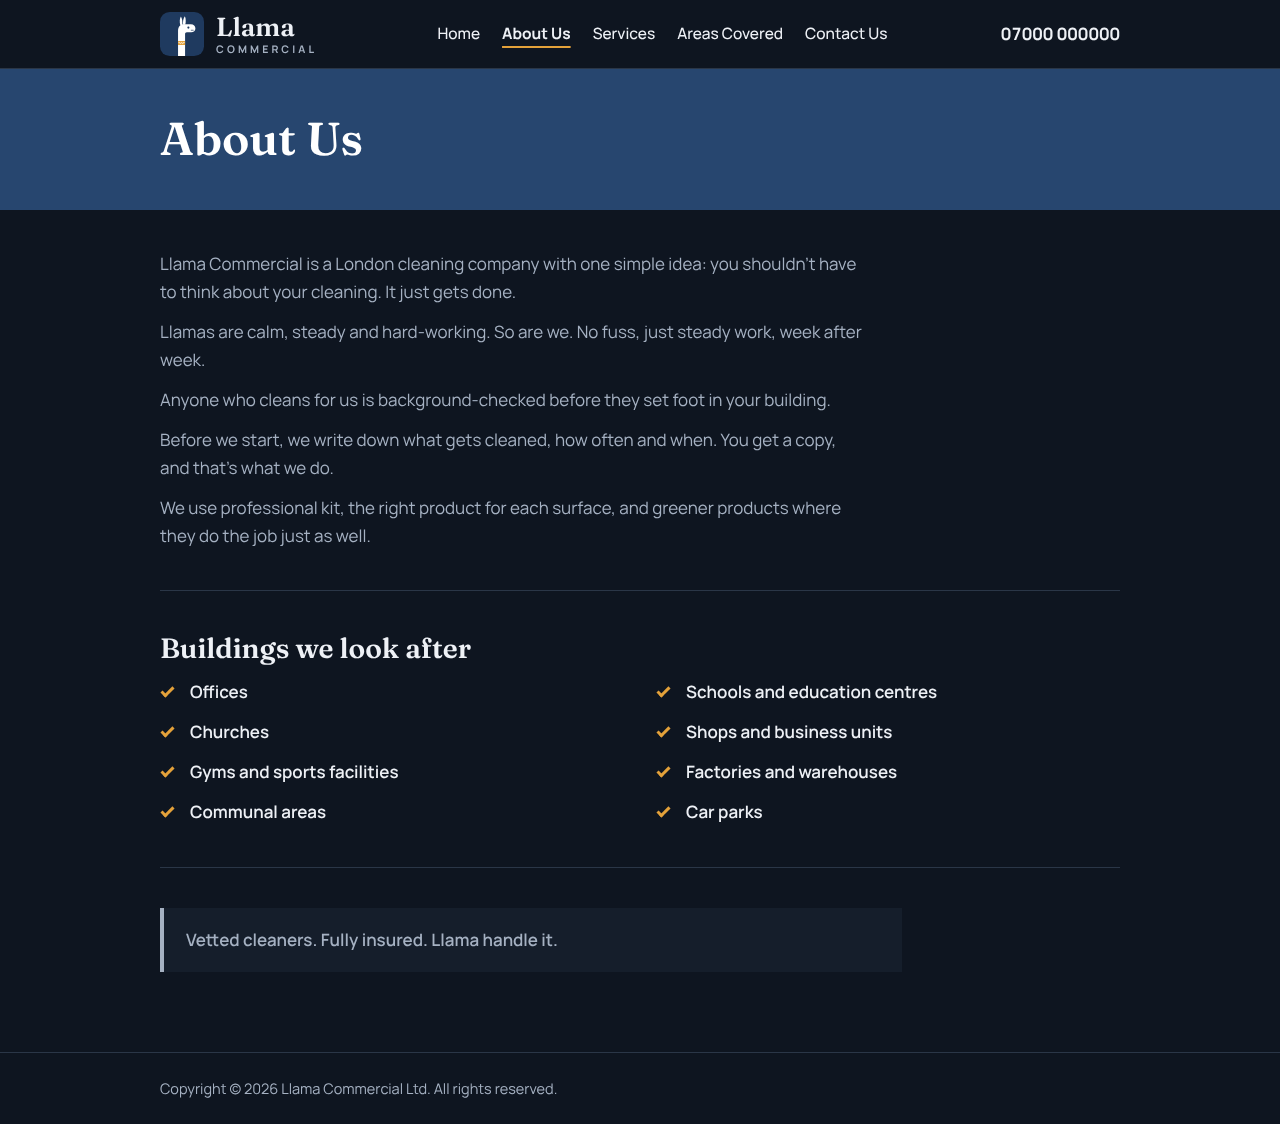 Llama
COMMERCIAL
Home
About Us
Services
Areas Covered
Contact Us
07000 000000
About Us
Llama Commercial is a London cleaning company with one simple idea: you shouldn't have
to think about your cleaning. It just gets done.
Llamas are calm, steady and hard-working. So are we. No fuss, just steady work, week after
week.
Anyone who cleans for us is background-checked before they set foot in your building.
Before we start, we write down what gets cleaned, how often and when. You get a copy,
and that's what we do.
We use professional kit, the right product for each surface, and greener products where
they do the job just as well.
Buildings we look after
Offices
Schools and education centres
Churches
Shops and business units
Gyms and sports facilities
Factories and warehouses
Communal areas
Car parks
Vetted cleaners. Fully insured. Llama handle it.
Copyright © 2026 Llama Commercial Ltd. All rights reserved.